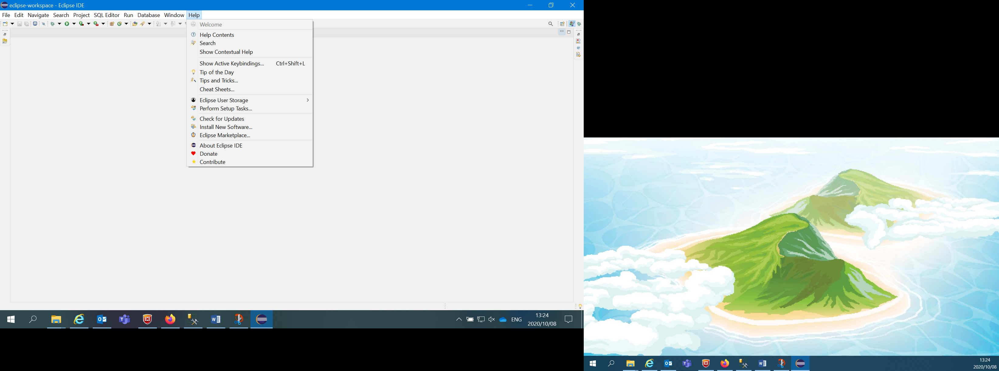 eclipse-workspace - Eclipse IDE
File Edit Navigate Search Project SQL Editor Run Database Window Help
Welcome
Help Contents
Search
Show Contextual Help
Show Active Keybindings... Ctrl+Shift+L
Tip of the Day
Tips and Tricks...
Cheat Sheets...
Eclipse User Storage
Perform Setup Tasks...
Check for Updates
Install New Software...
Eclipse Marketplace...
About Eclipse IDE
Donate
Contribute
ENG
13:24
2020/10/08
13:24
2020/10/08